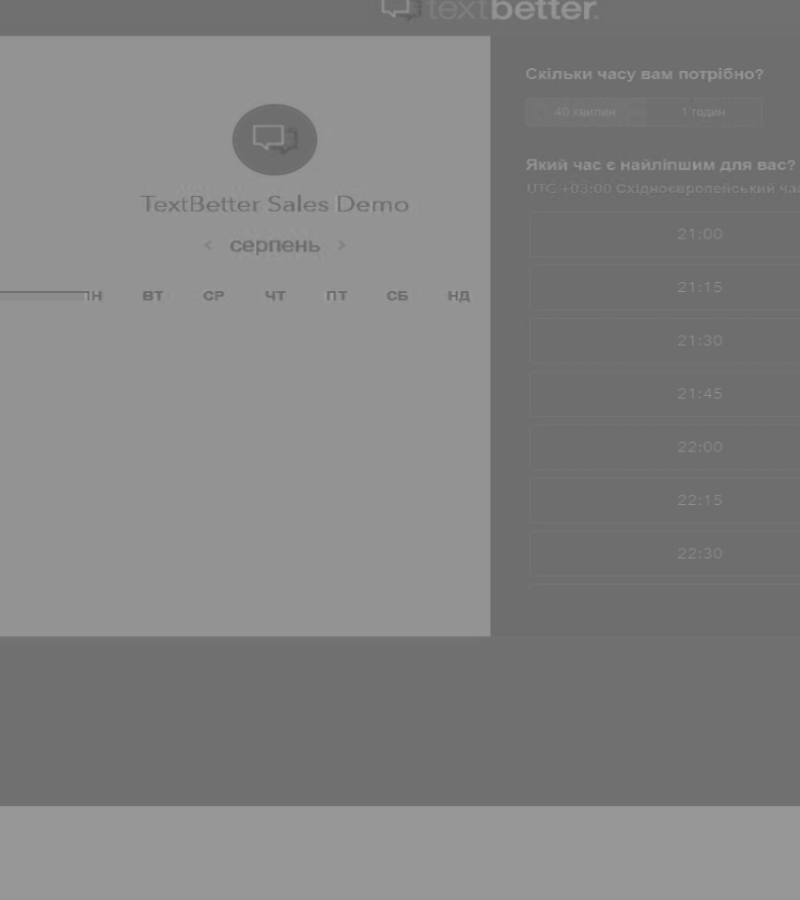 textbetter.
TextBetter Sales Demo
< серпень >
ПН ВТ СР ЧТ ПТ СБ НД
Скільки часу вам потрібно?
40 хвилин 1 годин
Який час є найліпшим для вас?
UTC +03:00 Східноєвропейський час
21:00
21:15
21:30
21:45
22:00
22:15
22:30